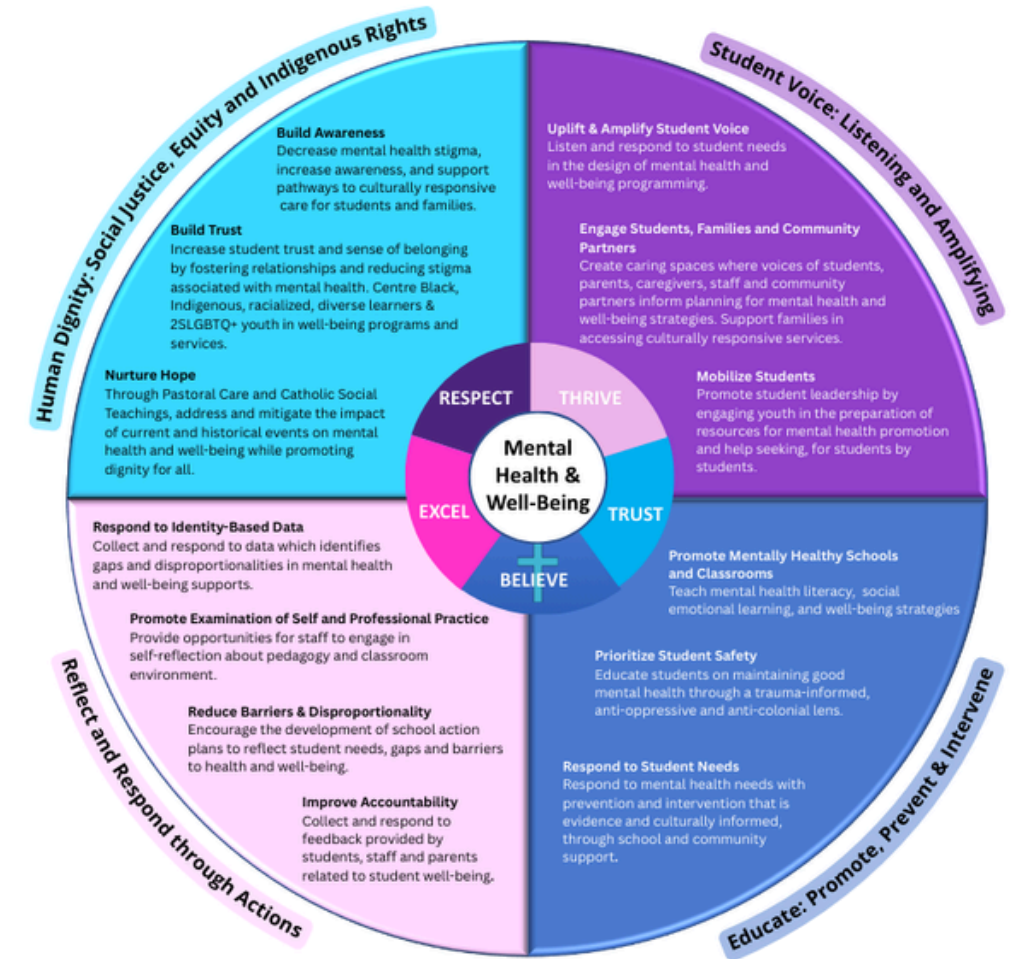 Human Dignity: Social Justice, Equity and Indigenous Rights
Build Awareness
Decrease mental health stigma,
increase awareness, and support
pathways to culturally responsive
care for students and families.
Build Trust
Increase student trust and sense of belonging
by fostering relationships and reducing stigma
associated with mental health. Centre Black,
Indigenous, racialized, diverse learners &
2SLGBTQ+ youth in well-being programs and
services.
Nurture Hope
Through Pastoral Care and Catholic Social
Teachings, address and mitigate the impact
of current and historical events on mental
health and well-being while promoting
dignity for all.
Student Voice: Listening and Amplifying
Uplift & Amplify Student Voice
Listen and respond to student needs
in the design of mental health and
well-being programming.
Engage Students, Families and Community
Partners
Create caring spaces where voices of students,
parents, caregivers, staff and community
partners inform planning for mental health and
well-being strategies. Support families in
accessing culturally responsive services.
Mobilize Students
Promote student leadership by
engaging youth in the preparation of
resources for mental health promotion
and help seeking, for students by
students.
RESPECT
THRIVE
EXCEL
TRUST
BELIEVE
Mental
Health &
Well-Being
Respond to Identity-Based Data
Collect and respond to data which identifies
gaps and disproportionalities in mental health
and well-being supports.
Promote Examination of Self and Professional Practice
Provide opportunities for staff to engage in
self-reflection about pedagogy and classroom
environment.
Reduce Barriers & Disproportionality
Encourage the development of school action
plans to reflect student needs, gaps and barriers
to health and well-being.
Improve Accountability
Collect and respond to
feedback provided by
students, staff and parents
related to student well-being.
Reflect and Respond through Actions
Promote Mentally Healthy Schools
and Classrooms
Teach mental health literacy, social
emotional learning, and well-being strategies
Prioritize Student Safety
Educate students on maintaining good
mental health through a trauma-informed,
anti-oppressive and anti-colonial lens.
Respond to Student Needs
Respond to mental health needs with
prevention and intervention that is
evidence and culturally informed,
through school and community
support.
Educate: Promote, Prevent & Intervene